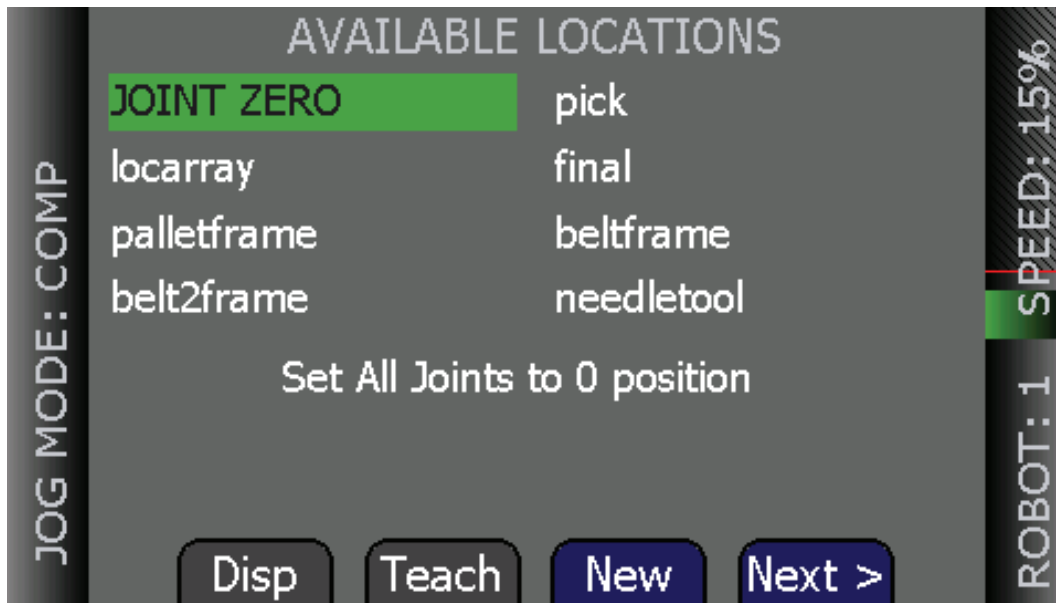 AVAILABLE LOCATIONS
JOINT ZERO pick
locarray final
palletframe beltframe
belt2frame needletool
Set All Joints to 0 position
Disp Teach New Next >
JOG MODE: COMP
SPEED: 15%
ROBOT: 1